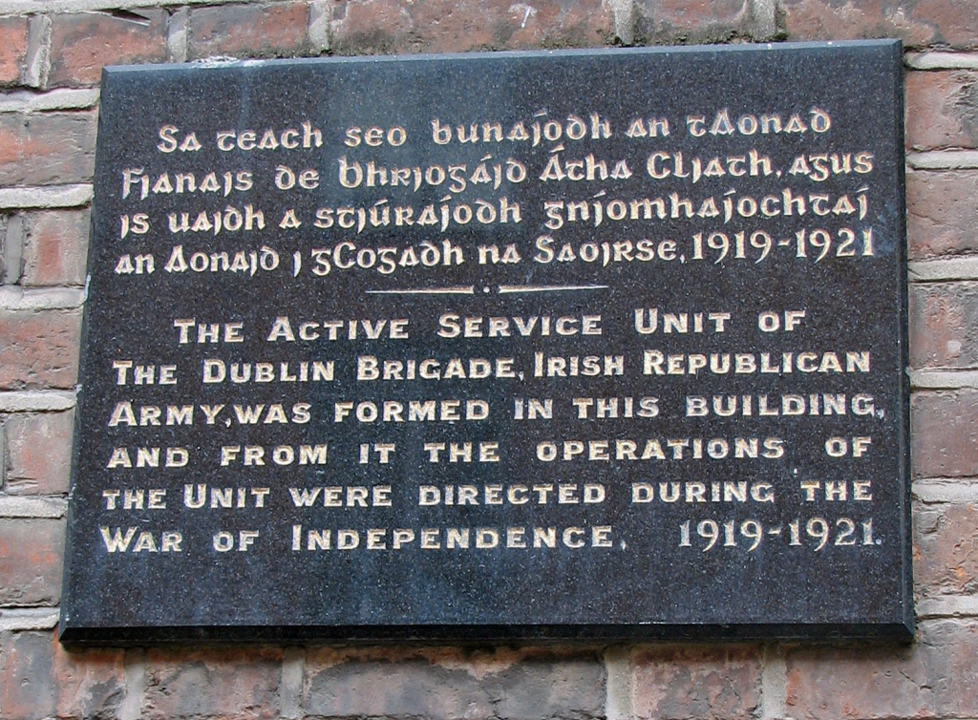 Sa teach seo bunaíodh an tAonad
Fianais de Bhriogáid Átha Cliath, agus
is uaidh a stiúraíodh gníomhaíochtaí
an Aonaid i gCogadh na Saoirse, 1919-1921
The Active Service Unit of
The Dublin Brigade, Irish Republican
Army, was formed in this building,
and from it the operations of
the Unit were directed during the
War of Independence, 1919-1921.